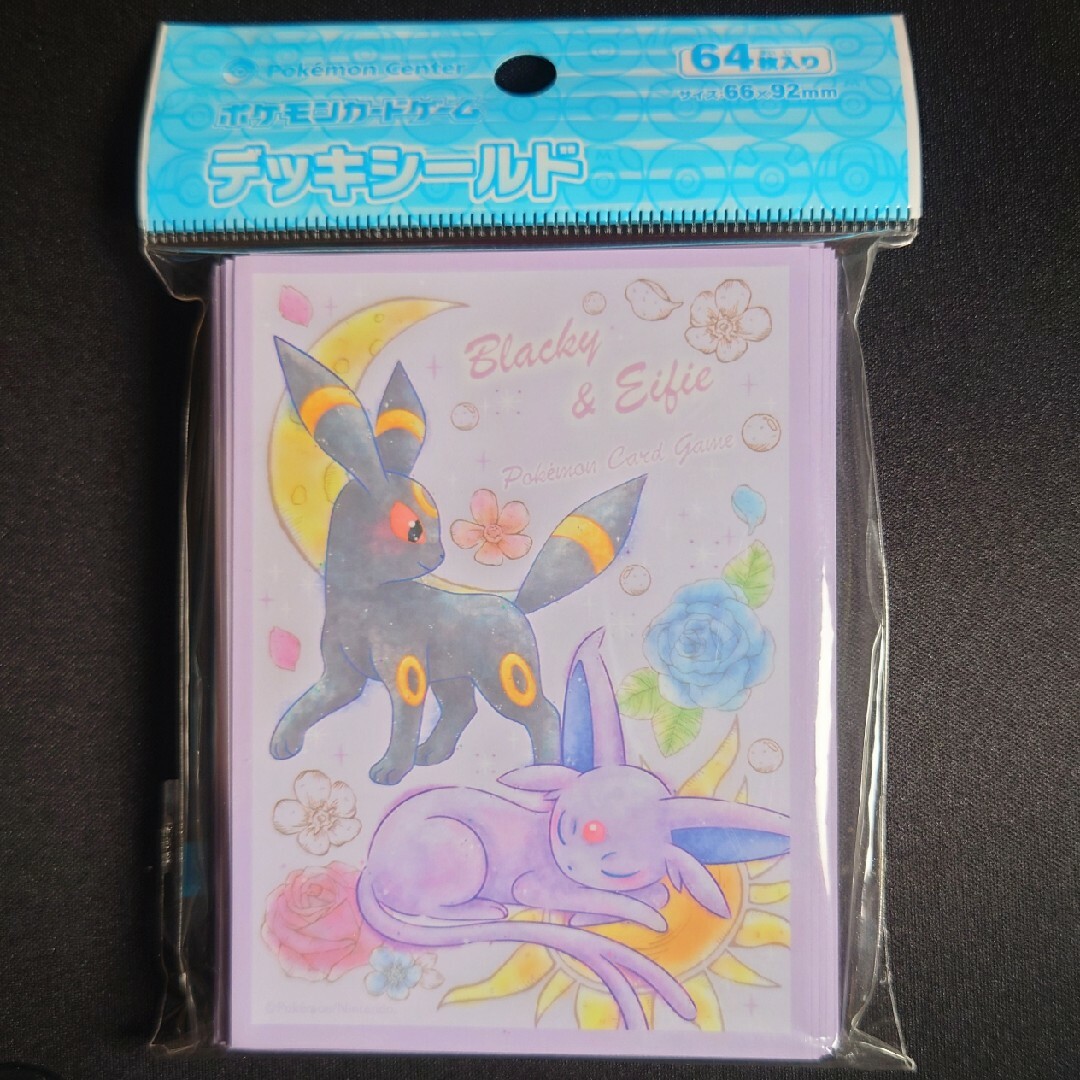 Pokémon Center
64枚入り
サイズ:66×92mm
ポケモンカードゲーム
デッキシールド
Blacky
& Eifie
Pokémon Card Game